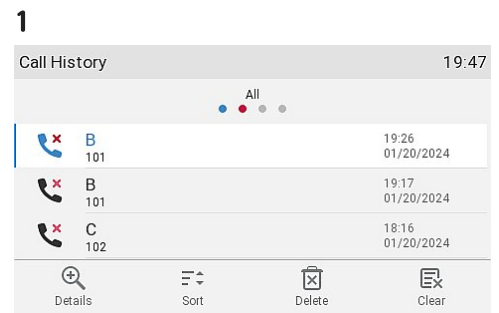 1
Call History 19:47
All
B 19:26
101 01/20/2024
B 19:17
101 01/20/2024
C 18:16
102 01/20/2024
Details Sort Delete Clear